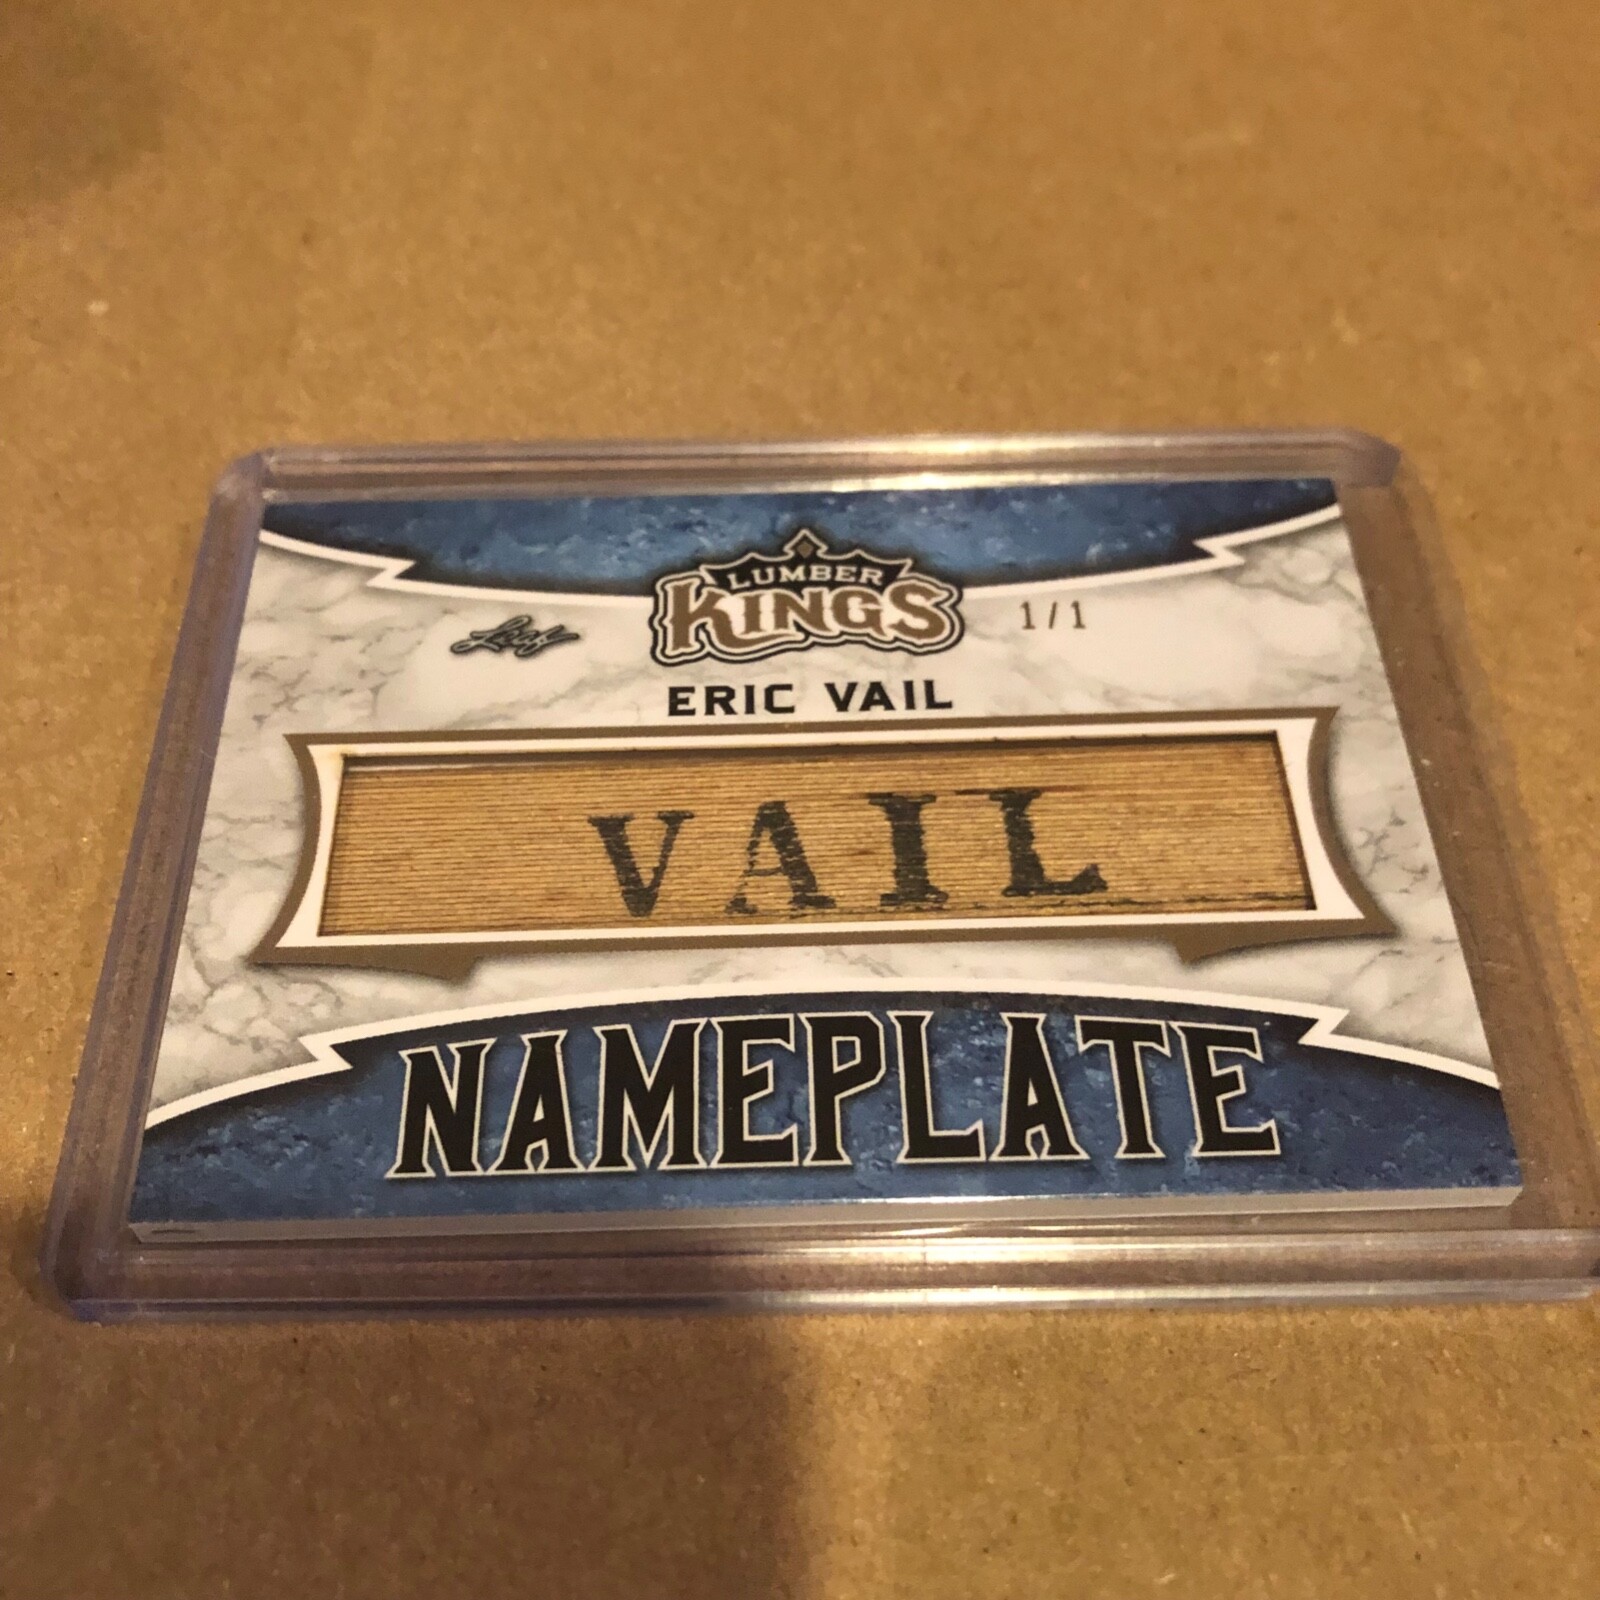 LUMBER
KINGS
Leaf
1/1
ERIC VAIL
VAIL
NAMEPLATE